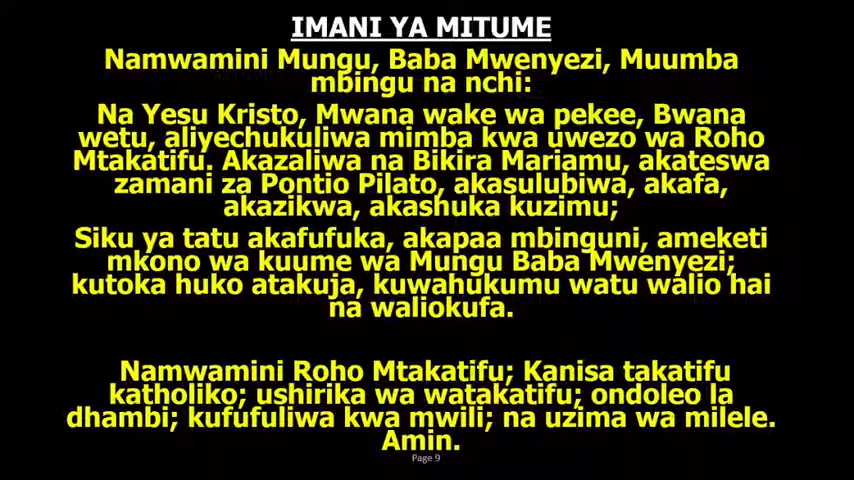 IMANI YA MITUME
Namwamini Mungu, Baba Mwenyezi, Muumba
mbingu na nchi:
Na Yesu Kristo, Mwana wake wa pekee, Bwana
wetu, aliyechukuliwa mimba kwa uwezo wa Roho
Mtakatifu. Akazaliwa na Bikira Mariamu, akateswa
zamani za Pontio Pilato, akasulubiwa, akafa,
akazikwa, akashuka kuzimu;
Siku ya tatu akafufuka, akapaa mbinguni, ameketi
mkono wa kuume wa Mungu Baba Mwenyezi;
kutoka huko atakuja, kuwahukumu watu walio hai
na waliokufa.
Namwamini Roho Mtakatifu; Kanisa takatifu
katholiko; ushirika wa watakatifu; ondoleo la
dhambi; kufufuliwa kwa mwili; na uzima wa milele.
Amin.
Page 9